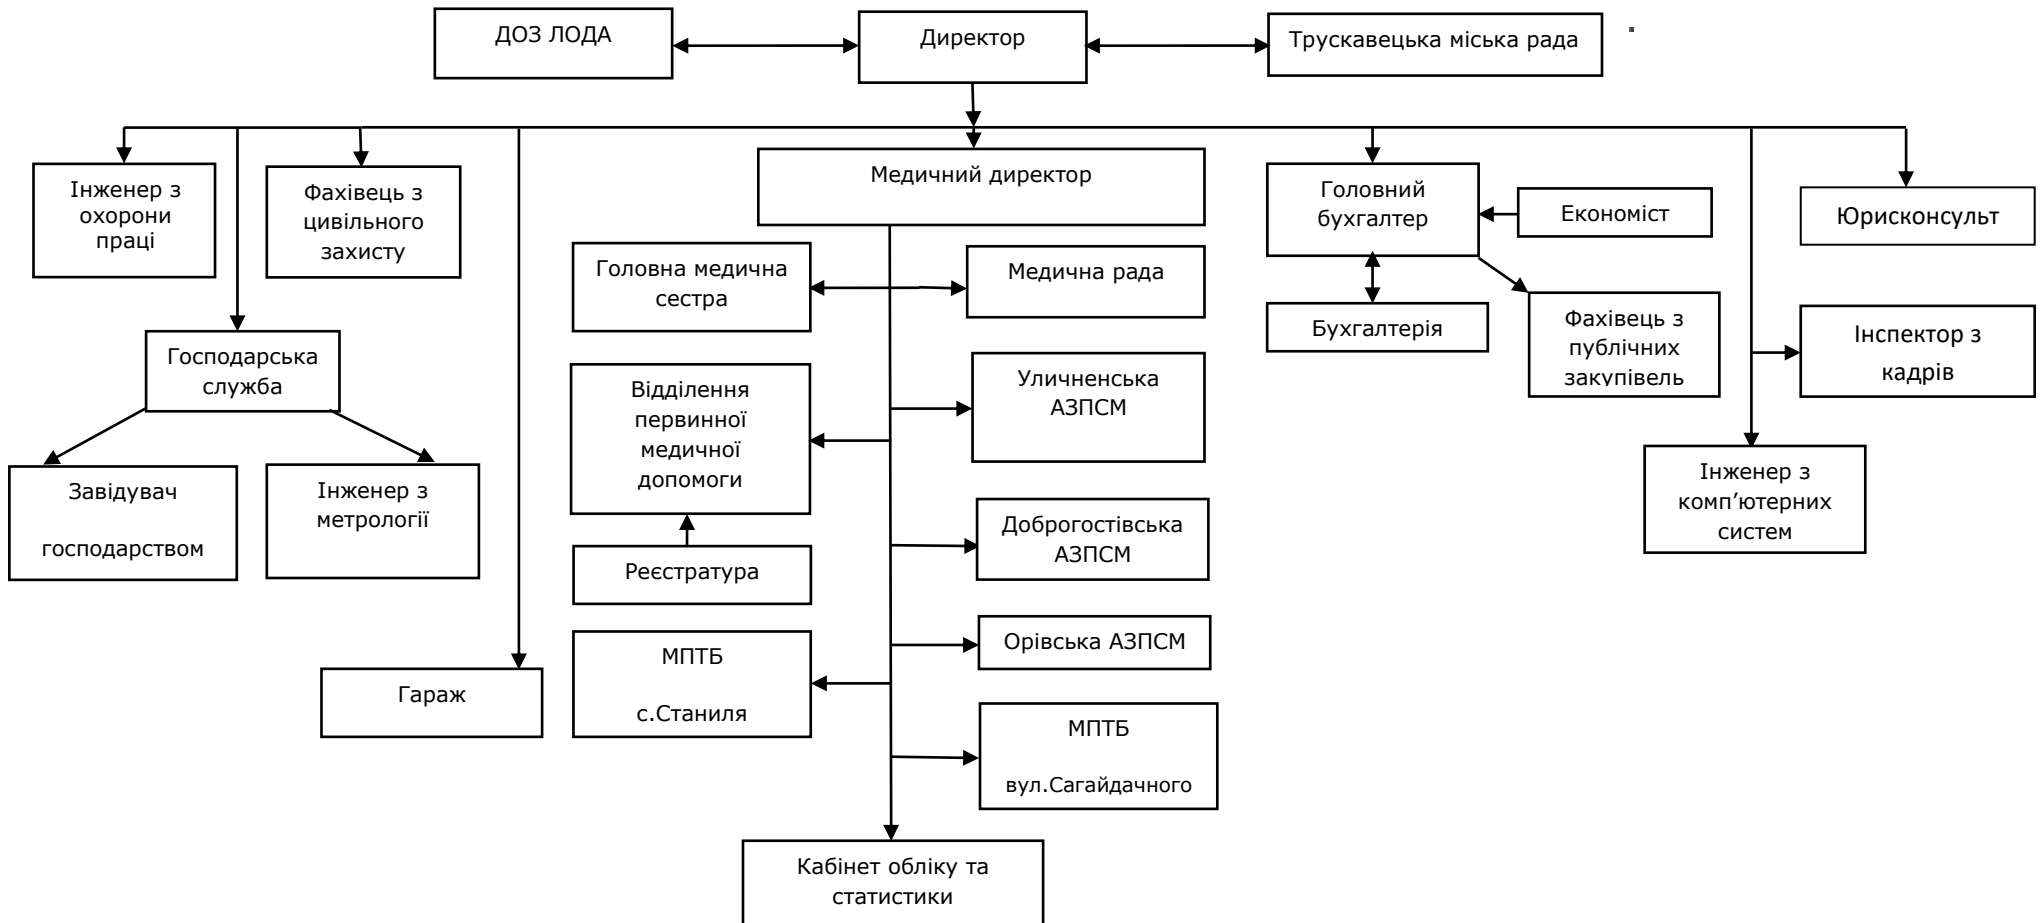 ДОЗ ЛОДА
Директор
Трускавецька міська рада
Інженер з
охорони
праці
Фахівець з
цивільного
захисту
Медичний директор
Головний
бухгалтер
Економіст
Юрисконсульт
Головна медична
сестра
Медична рада
Бухгалтерія
Фахівець з
публічних
закупівель
Інспектор з
кадрів
Господарська
служба
Відділення
первинної
медичної
допомоги
Уличненська
АЗПСМ
Завідувач
господарством
Інженер з
метрології
Інженер з
комп’ютерних
систем
Доброгостівська
АЗПСМ
Реєстратура
Орівська АЗПСМ
Гараж
МПТБ
с.Станиля
МПТБ
вул.Сагайдачного
Кабінет обліку та
статистики